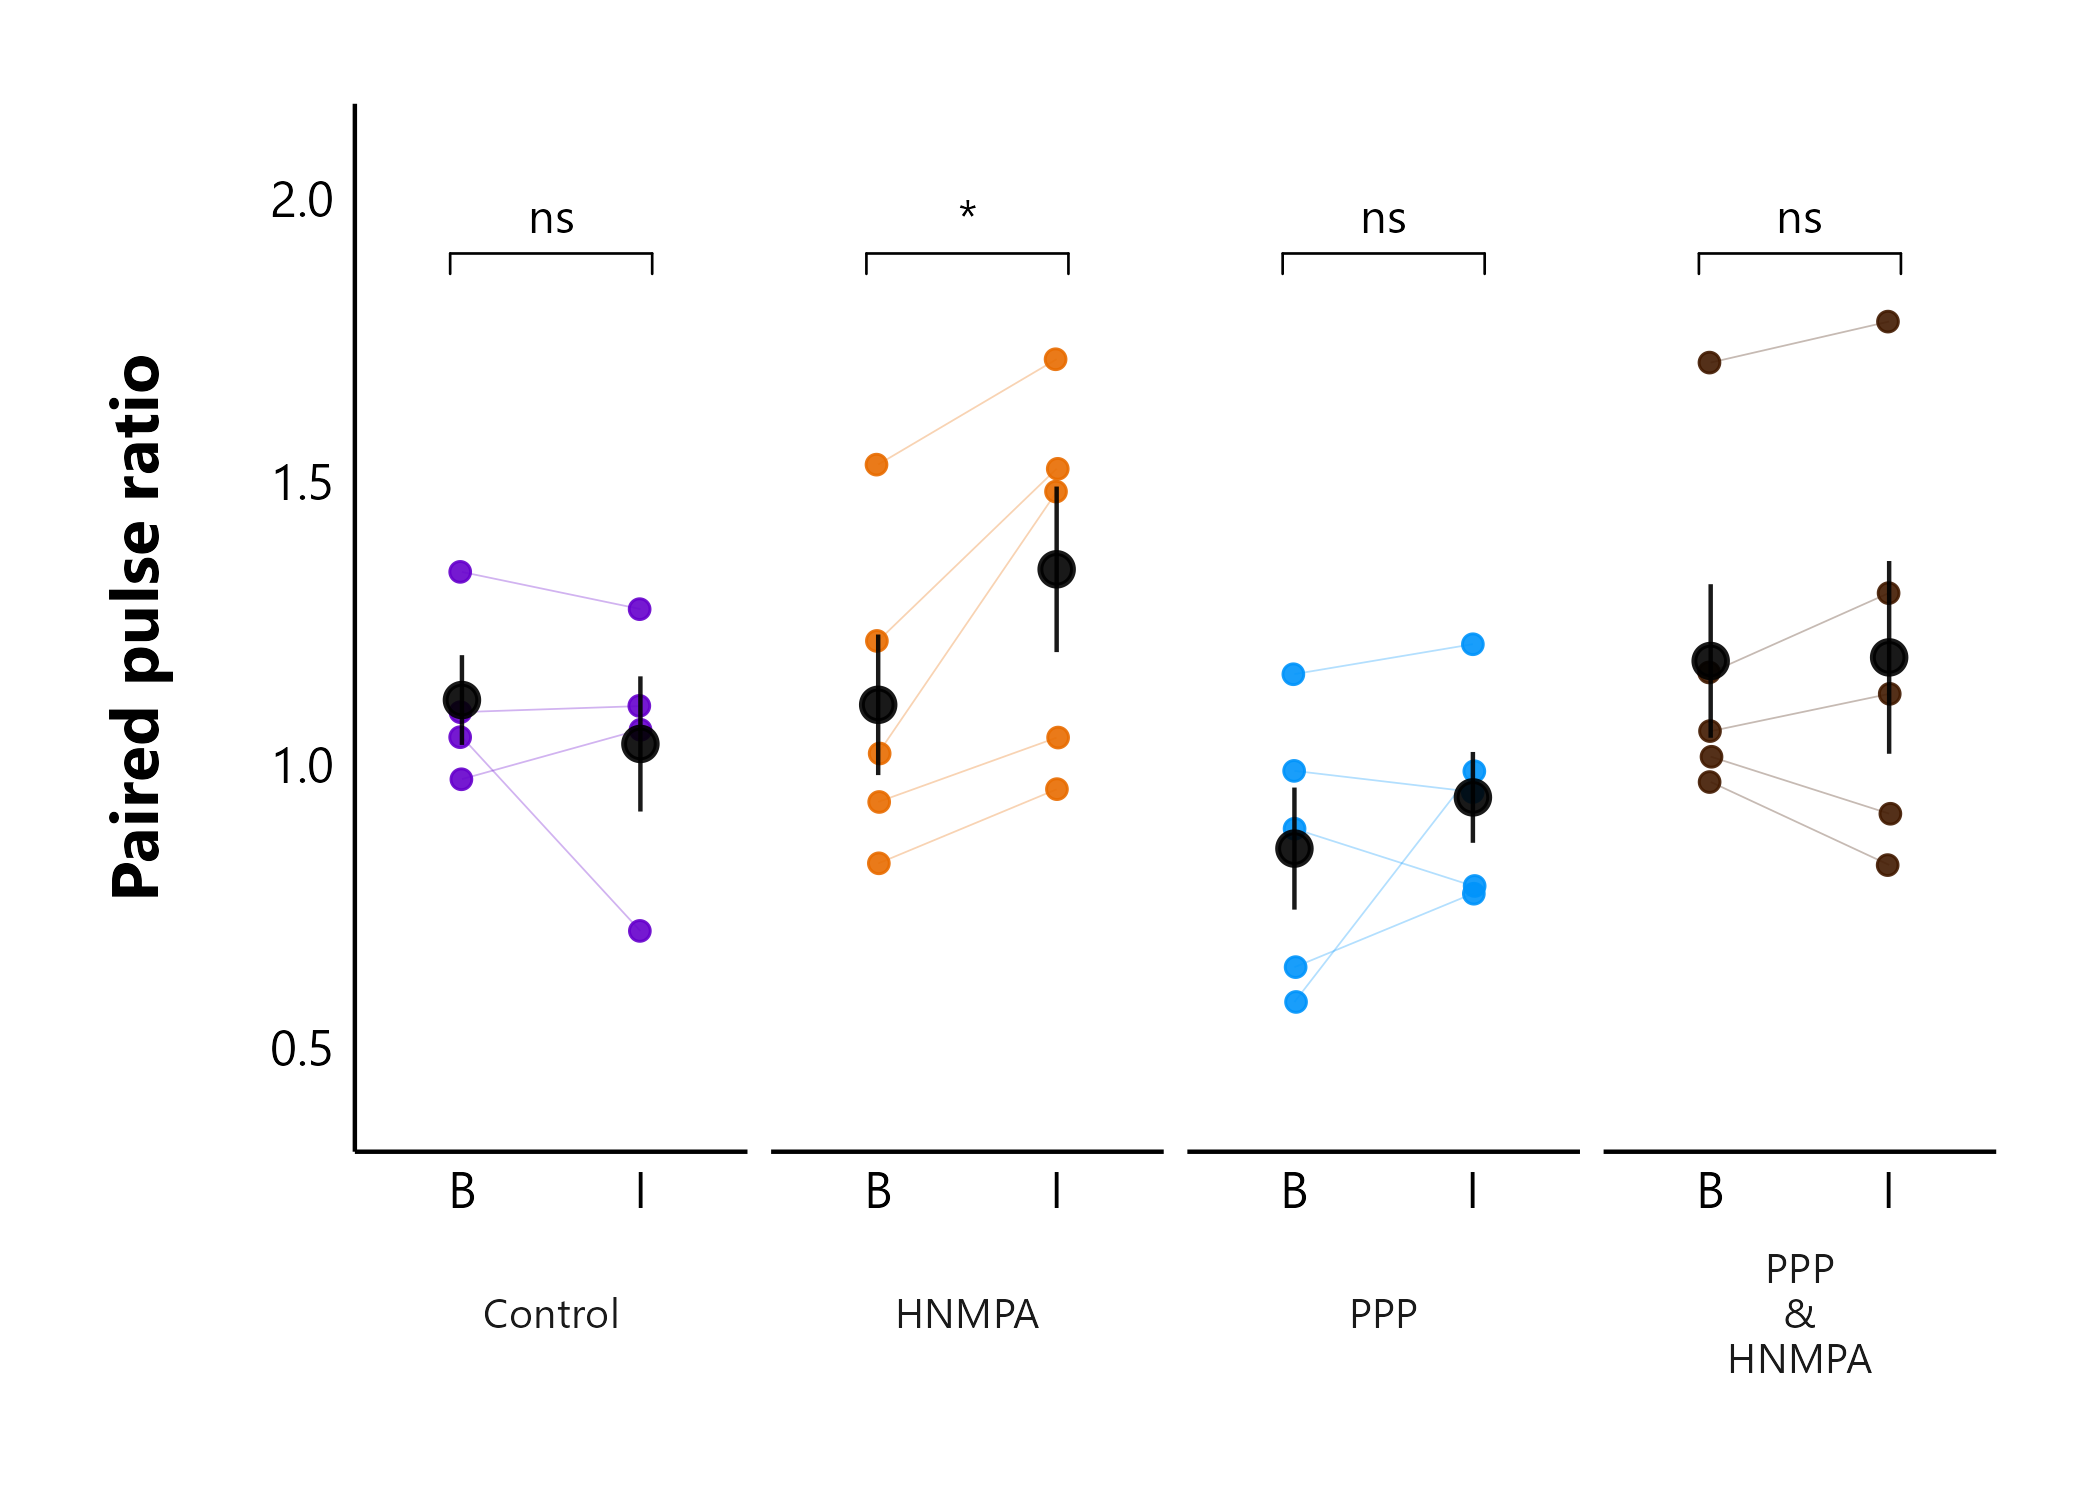 Paired pulse ratio
2.0
1.5
1.0
0.5
ns
*
ns
ns
B I B I B I B I
Control
HNMPA
PPP
PPP
&
HNMPA